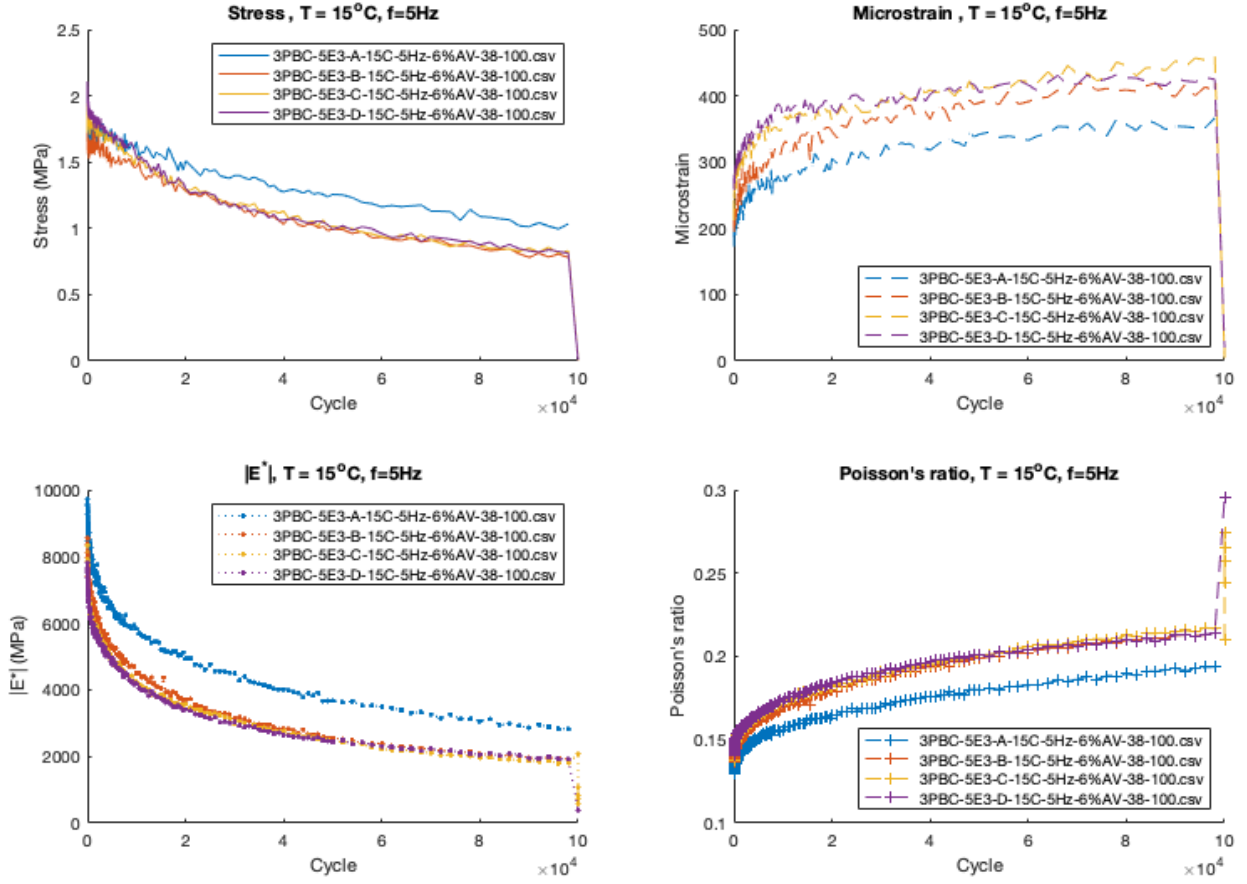 Stress , T = 15°C, f=5Hz
2.5
2
1.5
1
0.5
0
Stress (MPa)
3PBC-5E3-A-15C-5Hz-6%AV-38-100.csv
3PBC-5E3-B-15C-5Hz-6%AV-38-100.csv
3PBC-5E3-C-15C-5Hz-6%AV-38-100.csv
3PBC-5E3-D-15C-5Hz-6%AV-38-100.csv
0 2 4 6 8 10
Cycle
×10⁴
Microstrain , T = 15°C, f=5Hz
500
400
300
200
100
0
Microstrain
3PBC-5E3-A-15C-5Hz-6%AV-38-100.csv
3PBC-5E3-B-15C-5Hz-6%AV-38-100.csv
3PBC-5E3-C-15C-5Hz-6%AV-38-100.csv
3PBC-5E3-D-15C-5Hz-6%AV-38-100.csv
0 2 4 6 8 10
Cycle
×10⁴
|E*|, T = 15°C, f=5Hz
10000
8000
6000
4000
2000
0
|E*| (MPa)
3PBC-5E3-A-15C-5Hz-6%AV-38-100.csv
3PBC-5E3-B-15C-5Hz-6%AV-38-100.csv
3PBC-5E3-C-15C-5Hz-6%AV-38-100.csv
3PBC-5E3-D-15C-5Hz-6%AV-38-100.csv
0 2 4 6 8 10
Cycle
×10⁴
Poisson's ratio, T = 15°C, f=5Hz
0.3
0.25
0.2
0.15
0.1
Poisson's ratio
3PBC-5E3-A-15C-5Hz-6%AV-38-100.csv
3PBC-5E3-B-15C-5Hz-6%AV-38-100.csv
3PBC-5E3-C-15C-5Hz-6%AV-38-100.csv
3PBC-5E3-D-15C-5Hz-6%AV-38-100.csv
0 2 4 6 8 10
Cycle
×10⁴